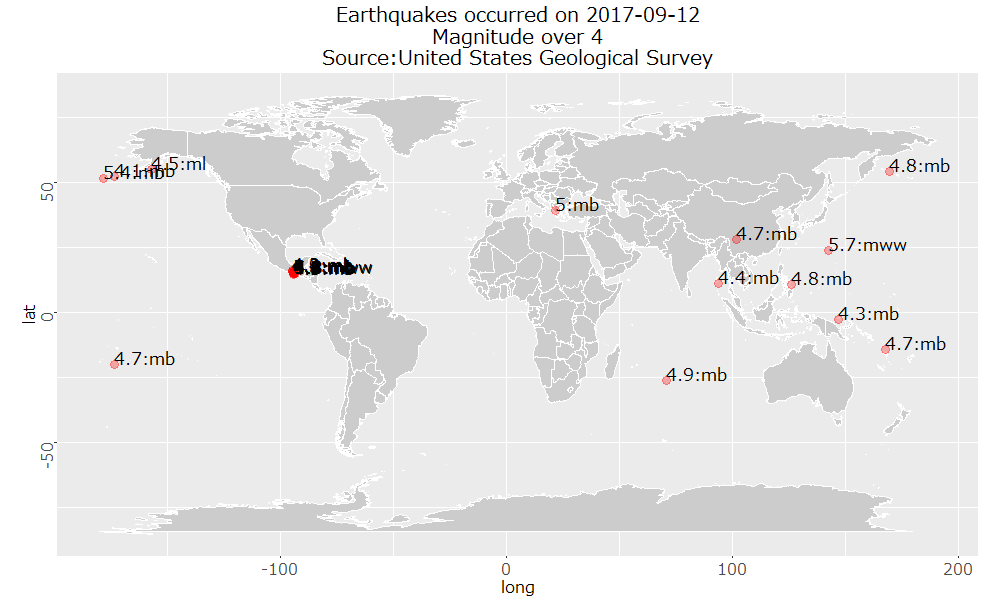 Earthquakes occurred on 2017-09-12
Magnitude over 4
Source:United States Geological Survey
4.5:ml
4.8:mb
5:mb
4.7:mb
5.7:mww
4.4:mb
4.8:mb
4.3:mb
4.7:mb
4.7:mb
4.9:mb
lat
50
0
-50
-100
0
100
200
long